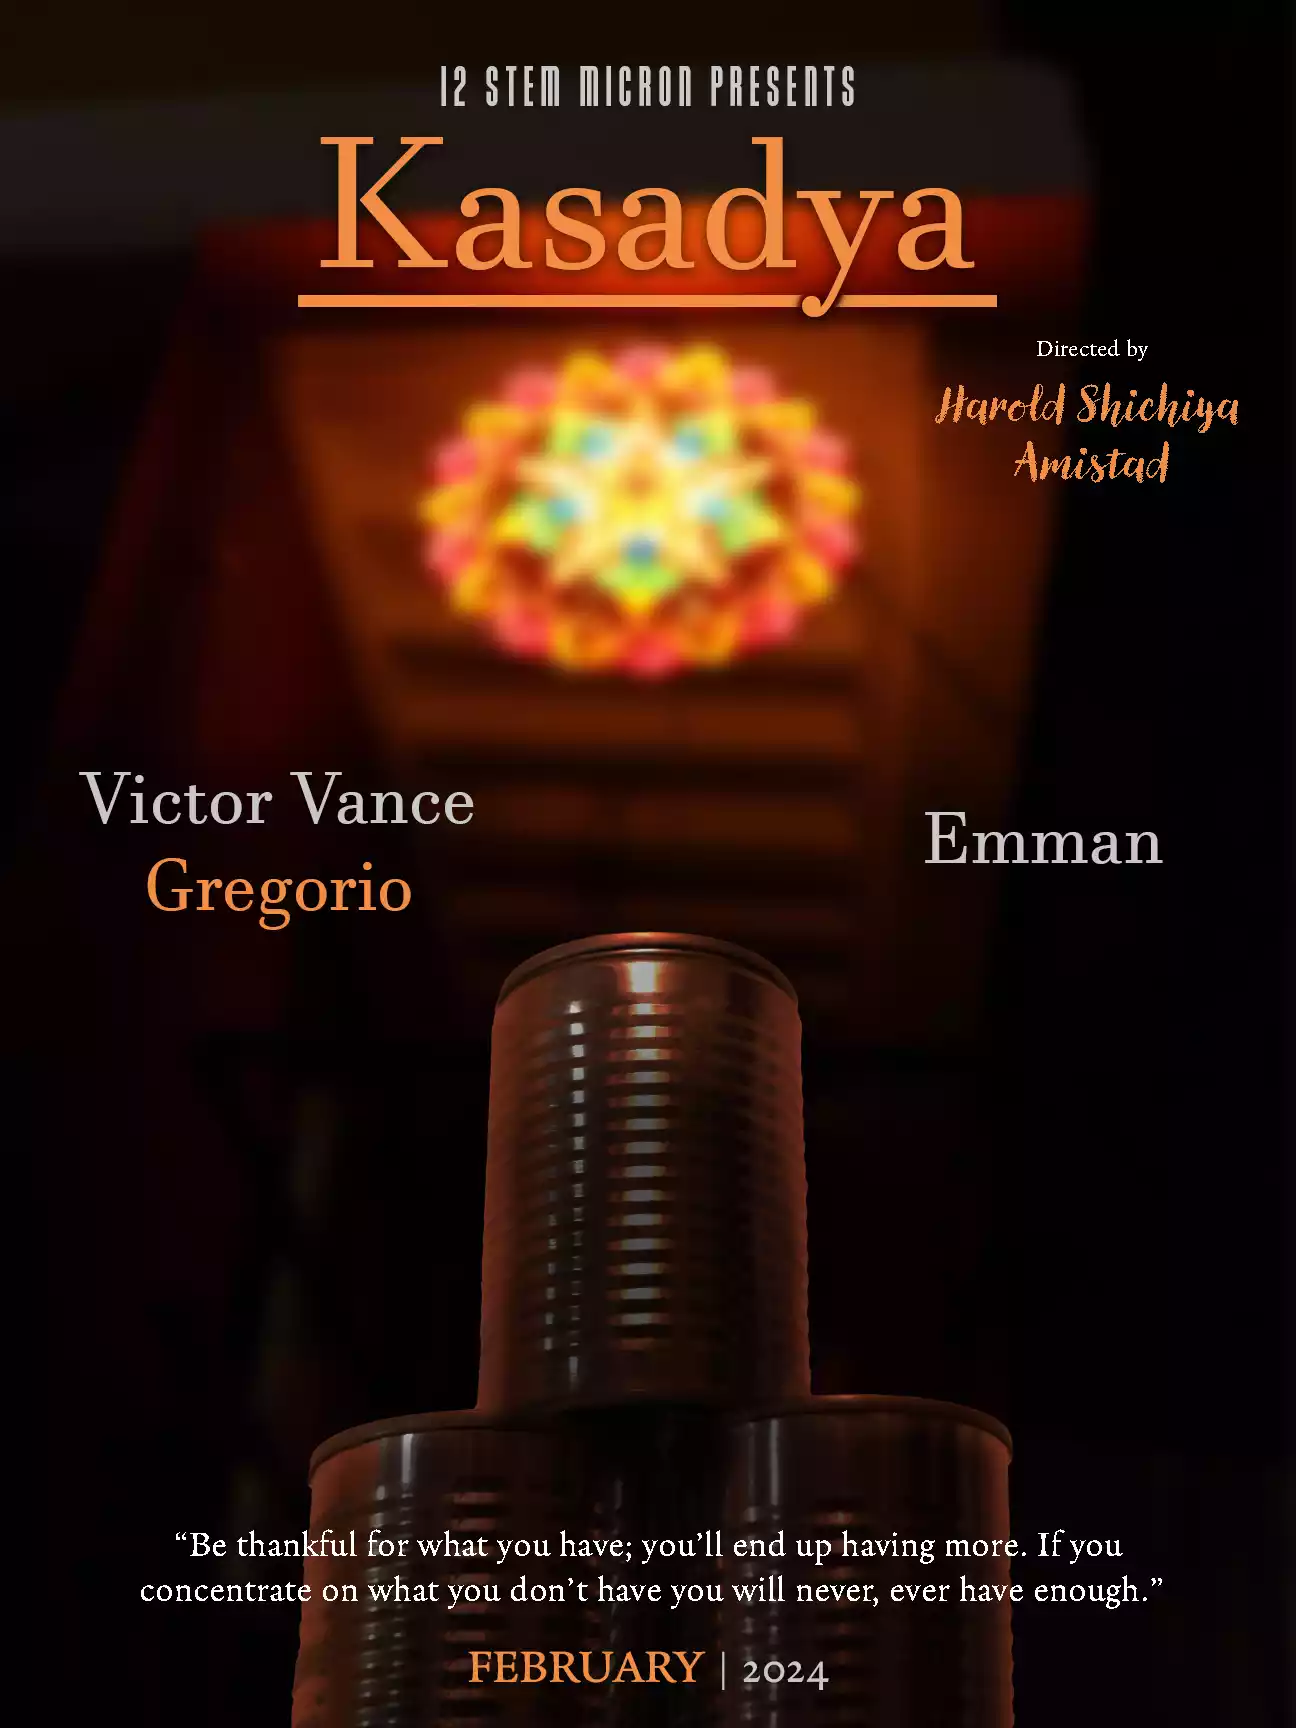 12 STEM MICRON PRESENTS
Kasadya
Directed by
Harold Shichiya
Amistad
Victor Vance
Gregorio
Emman
“Be thankful for what you have; you’ll end up having more. If you
concentrate on what you don’t have you will never, ever have enough.”
FEBRUARY | 2024